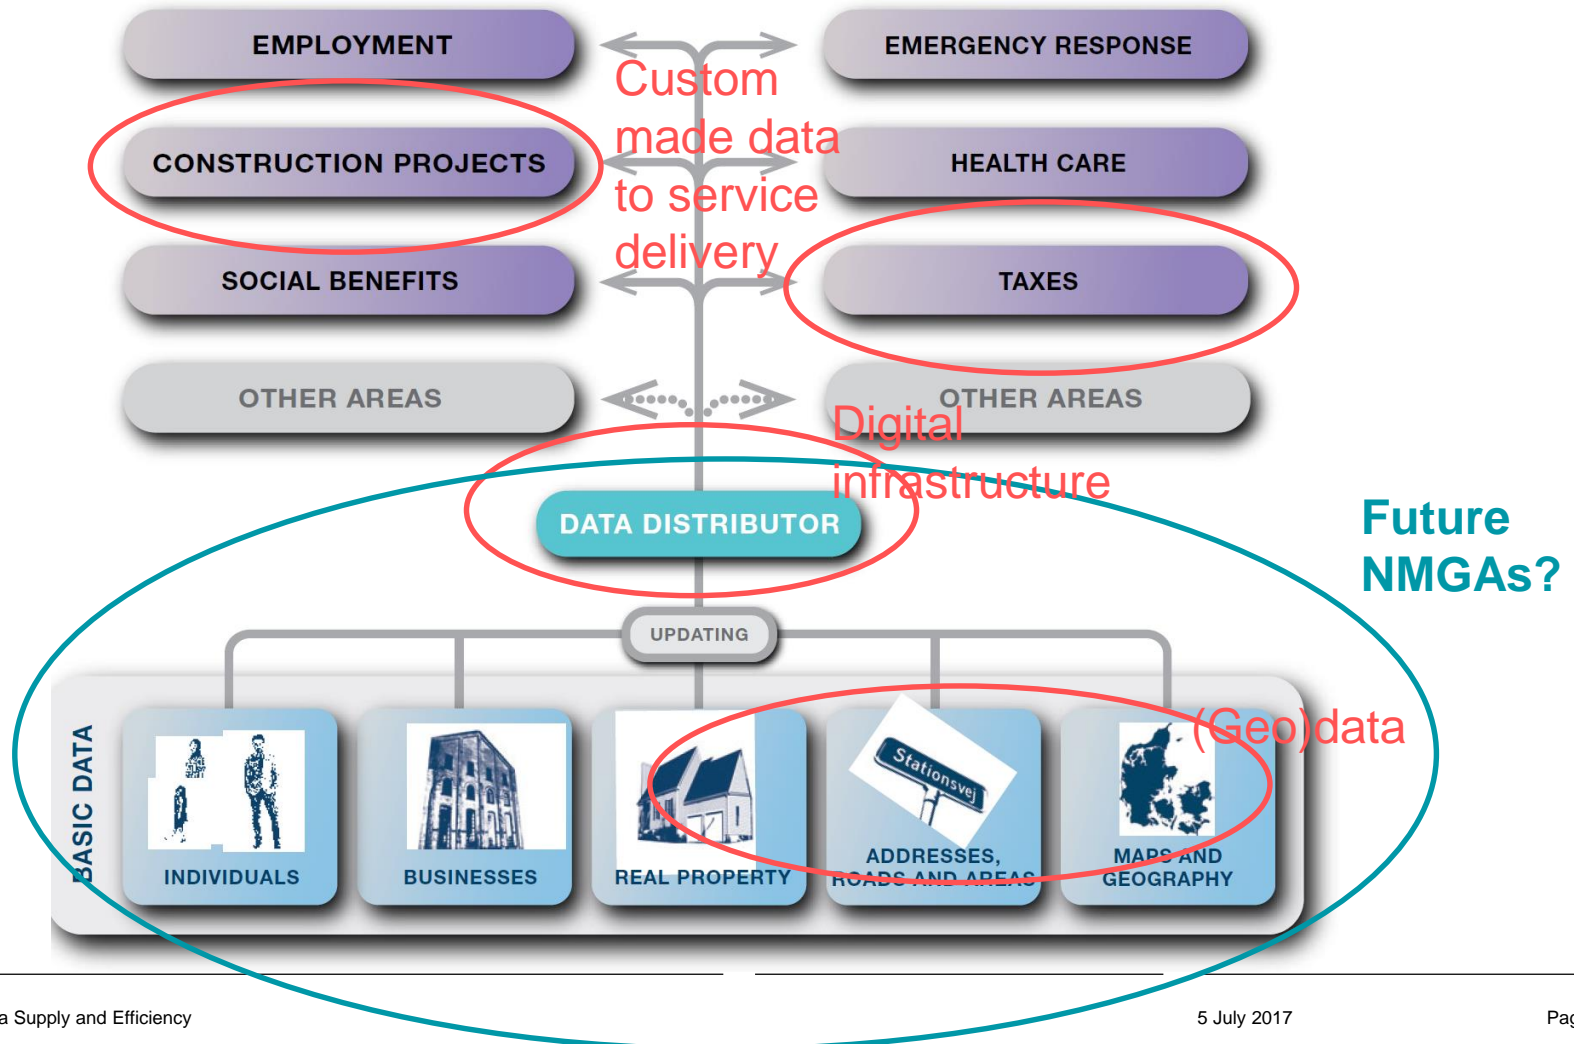 EMPLOYMENT
EMERGENCY RESPONSE
Custom
made data
to service
delivery
CONSTRUCTION PROJECTS
HEALTH CARE
SOCIAL BENEFITS
TAXES
OTHER AREAS
OTHER AREAS
Digital
infrastructure
DATA DISTRIBUTOR
Future
NMGAs?
UPDATING
BASIC DATA
(Geo)data
Stationsvej
INDIVIDUALS
BUSINESSES
REAL PROPERTY
ADDRESSES,
ROADS AND AREAS
MAPS AND
GEOGRAPHY
a Supply and Efficiency
5 July 2017
Pag